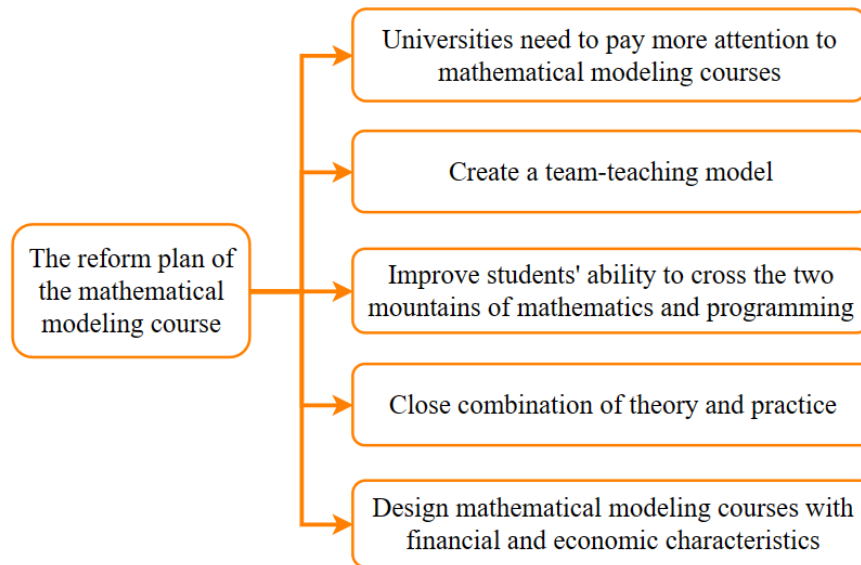 The reform plan of
the mathematical
modeling course
Universities need to pay more attention to
mathematical modeling courses
Create a team-teaching model
Improve students' ability to cross the two
mountains of mathematics and programming
Close combination of theory and practice
Design mathematical modeling courses with
financial and economic characteristics